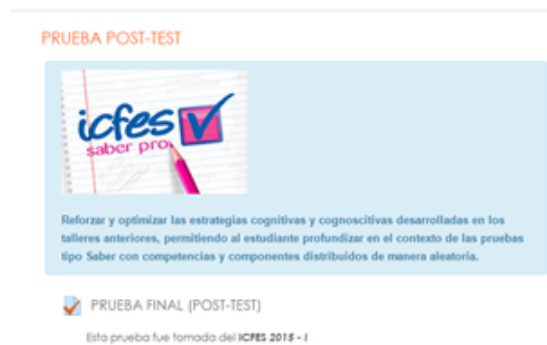 PRUEBA POST-TEST
icfes
saber pro
Reforzar y optimizar las estrategias cognitivas y cognoscitivas desarrolladas en los
talleres anteriores, permitiendo al estudiante profundizar en el contexto de las pruebas
tipo Saber con competencias y componentes distribuidos de manera aleatoria.
PRUEBA FINAL (POST-TEST)
Esta prueba fue tomada del ICFES 2015 - I